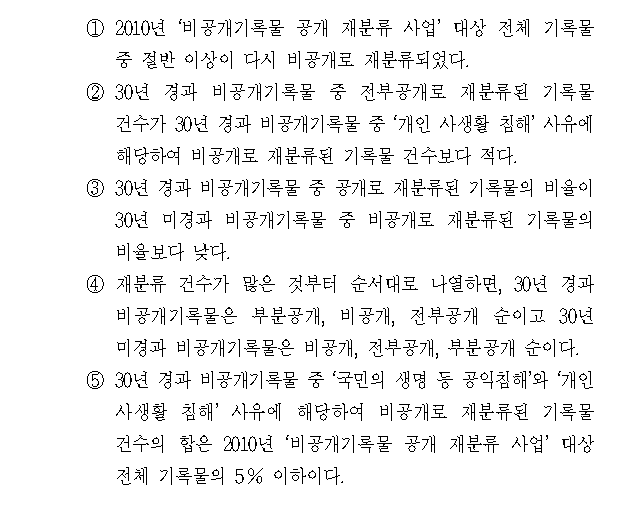 ① 2010년 ‘비공개기록물 공개 재분류 사업’ 대상 전체 기록물
중 절반 이상이 다시 비공개로 재분류되었다.
② 30년 경과 비공개기록물 중 전부공개로 재분류된 기록물
건수가 30년 경과 비공개기록물 중 ‘개인 사생활 침해’ 사유에
해당하여 비공개로 재분류된 기록물 건수보다 적다.
③ 30년 경과 비공개기록물 중 공개로 재분류된 기록물의 비율이
30년 미경과 비공개기록물 중 비공개로 재분류된 기록물의
비율보다 낮다.
④ 재분류 건수가 많은 것부터 순서대로 나열하면, 30년 경과
비공개기록물은 부분공개, 비공개, 전부공개 순이고 30년
미경과 비공개기록물은 비공개, 전부공개, 부분공개 순이다.
⑤ 30년 경과 비공개기록물 중 ‘국민의 생명 등 공익침해’와 ‘개인
사생활 침해’ 사유에 해당하여 비공개로 재분류된 기록물
건수의 합은 2010년 ‘비공개기록물 공개 재분류 사업’ 대상
전체 기록물의 5% 이하이다.